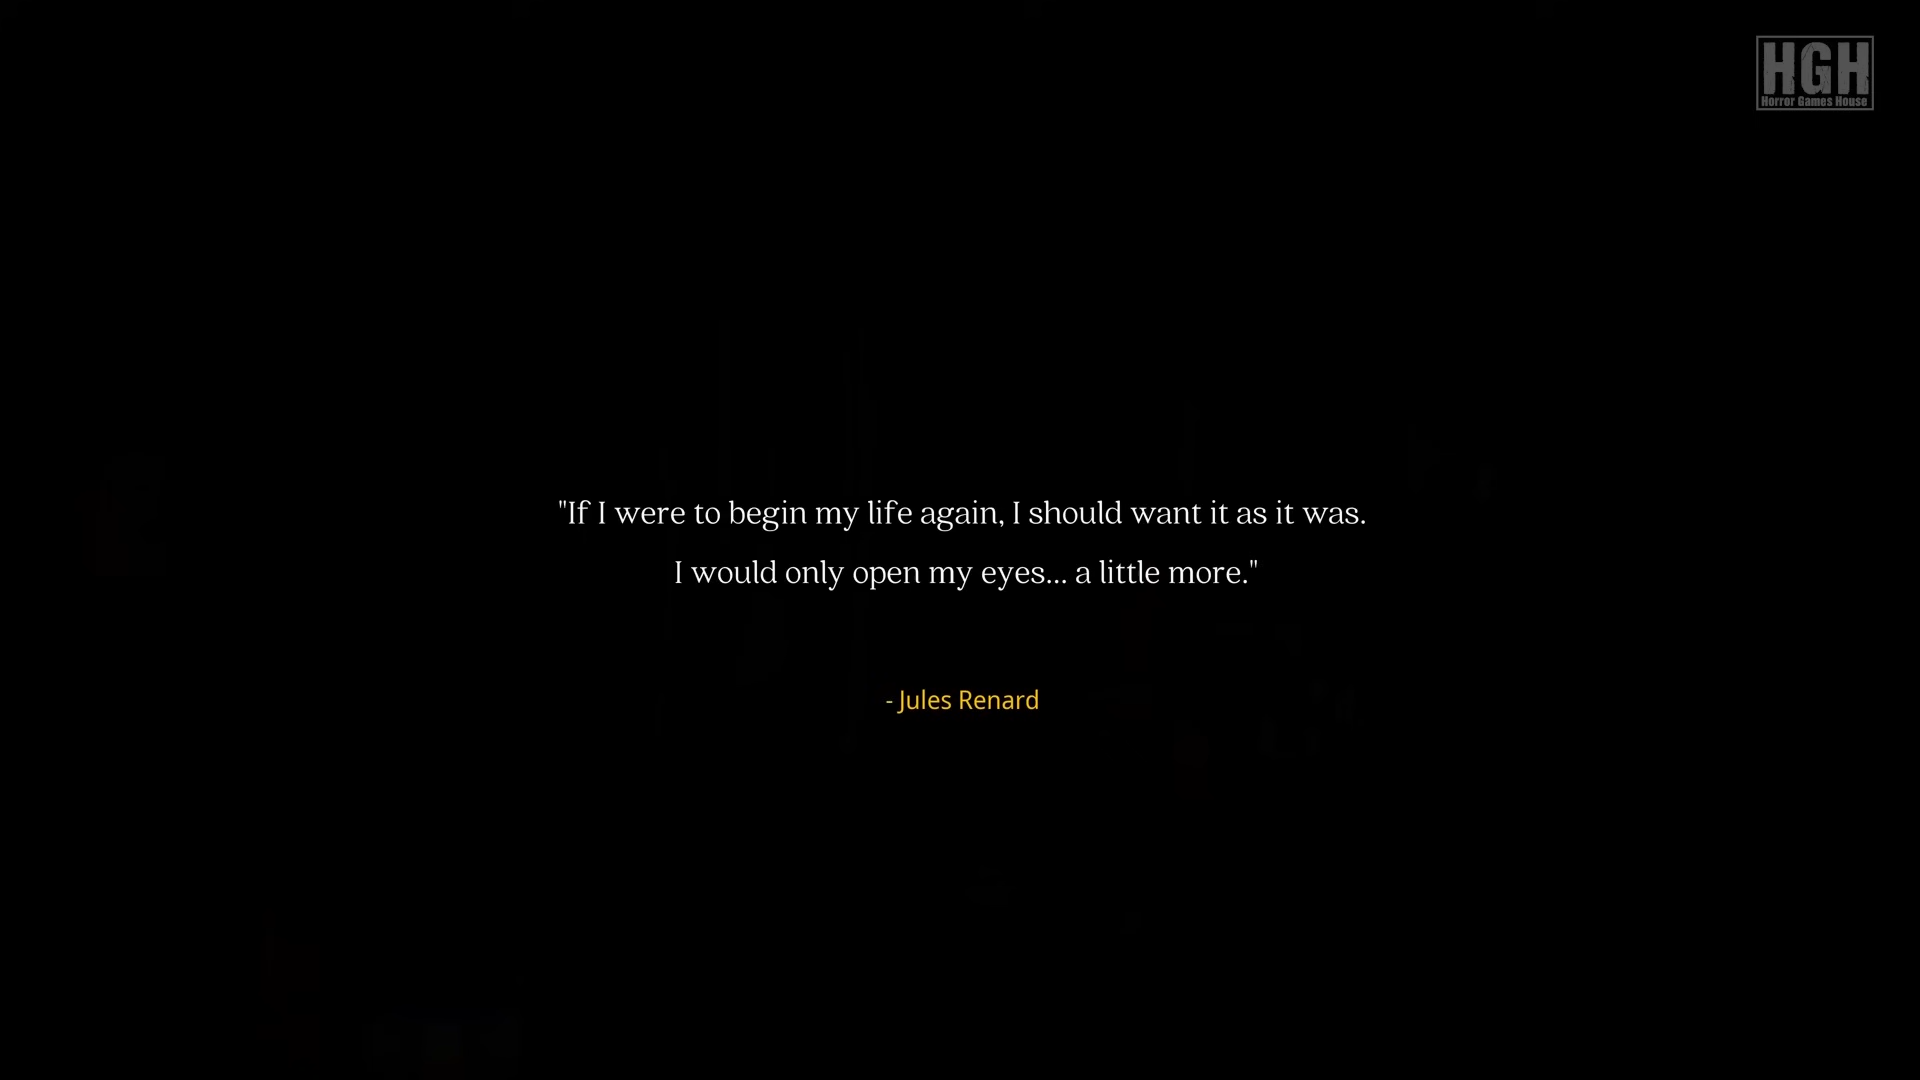 HGH
Horror Games House
"If I were to begin my life again, I should want it as it was.
I would only open my eyes... a little more."
- Jules Renard